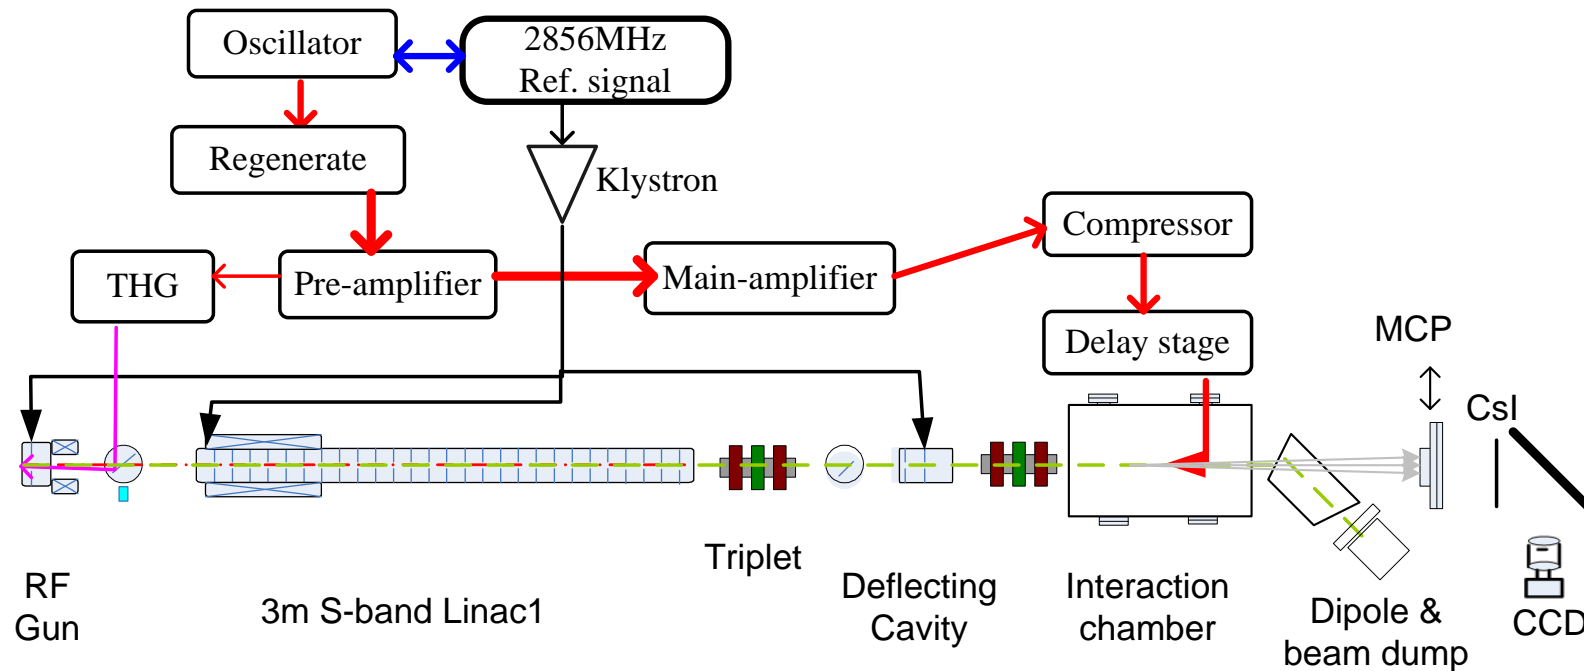 Oscillator
2856MHz
Ref. signal
Regenerate
Klystron
Compressor
THG
Pre-amplifier
Main-amplifier
Delay stage
MCP
CsI
Triplet
RF
Gun
3m S-band Linac1
Deflecting
Cavity
Interaction
chamber
Dipole &
beam dump
CCD